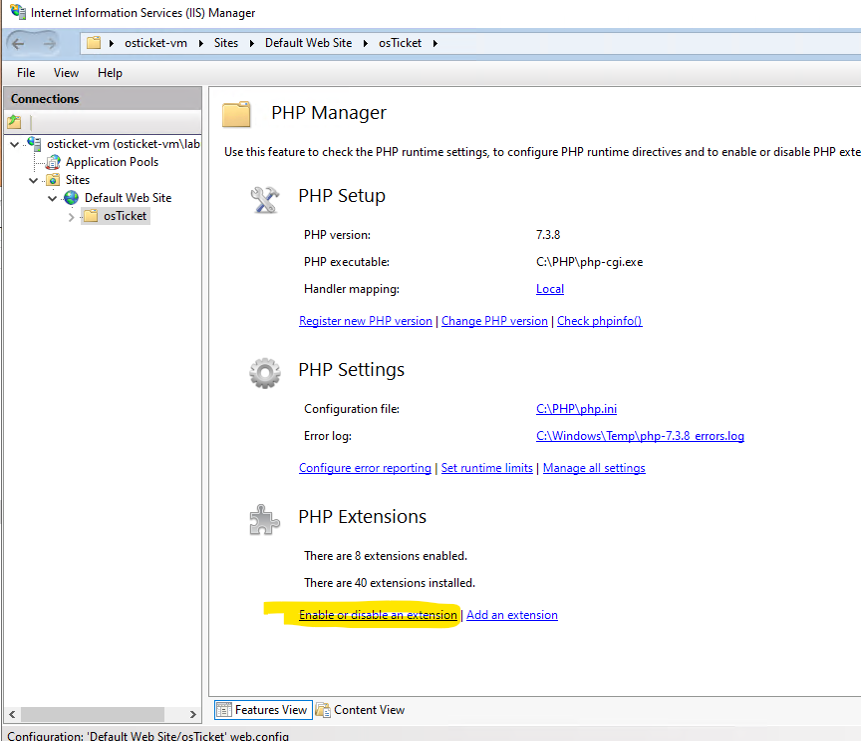 Internet Information Services (IIS) Manager
osticket-vm Sites Default Web Site osTicket
File View Help
Connections
osticket-vm (osticket-vm\lab
Application Pools
Sites
Default Web Site
osTicket
PHP Manager
Use this feature to check the PHP runtime settings, to configure PHP runtime directives and to enable or disable PHP exte
PHP Setup
PHP version: 7.3.8
PHP executable: C:\PHP\php-cgi.exe
Handler mapping: Local
Register new PHP version | Change PHP version | Check phpinfo()
PHP Settings
Configuration file: C:\PHP\php.ini
Error log: C:\Windows\Temp\php-7.3.8_errors.log
Configure error reporting | Set runtime limits | Manage all settings
PHP Extensions
There are 8 extensions enabled.
There are 40 extensions installed.
Enable or disable an extension | Add an extension
Features View Content View
Configuration: 'Default Web Site/osTicket' web.config